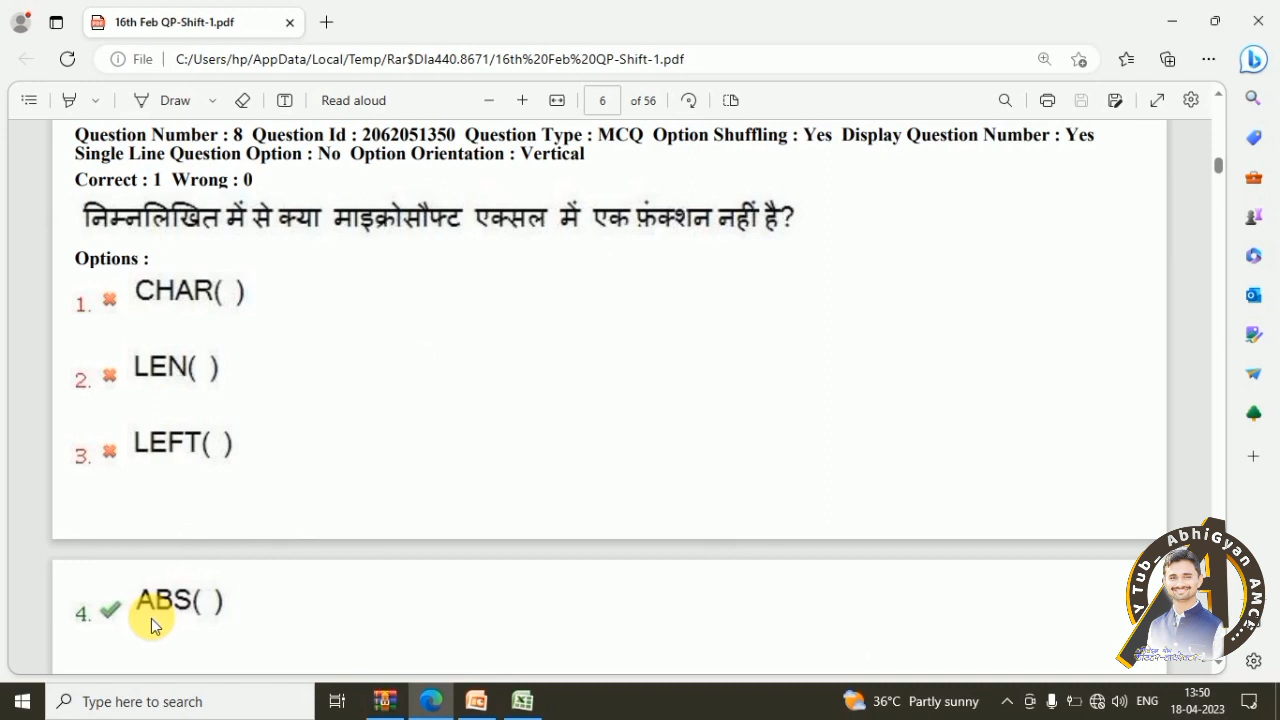 16th Feb QP-Shift-1.pdf
File C:/Users/hp/AppData/Local/Temp/Rar$DIa440.8671/16th%20Feb%20QP-Shift-1.pdf
Draw Read aloud 6 of 56
Question Number : 8 Question Id : 2062051350 Question Type : MCQ Option Shuffling : Yes Display Question Number : Yes
Single Line Question Option : No Option Orientation : Vertical
Correct : 1 Wrong : 0
निम्नलिखित में से क्या माइक्रोसौफ्ट एक्सल में एक फ़ंक्शन नहीं है?
Options :
1. CHAR( )
2. LEN( )
3. LEFT( )
4. ABS( )
Y Tub_ AbhiGyan AMCE...
Type here to search
36°C Partly sunny
ENG
13:50
18-04-2023